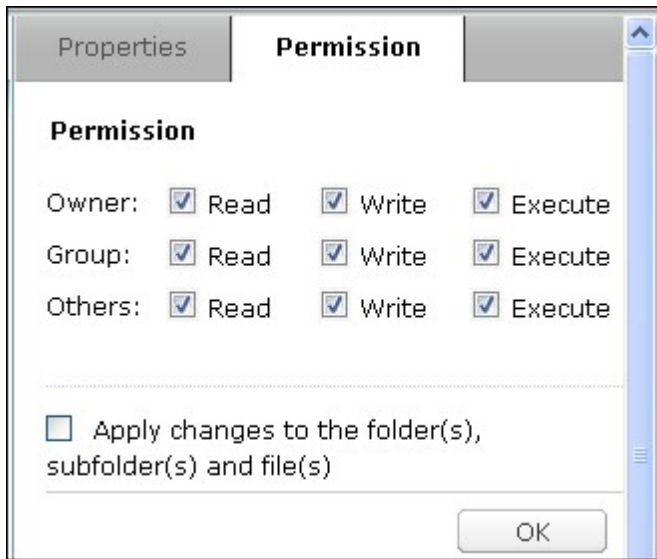 Properties Permission
Permission
Owner: Read Write Execute
Group: Read Write Execute
Others: Read Write Execute
Apply changes to the folder(s),
subfolder(s) and file(s)
OK